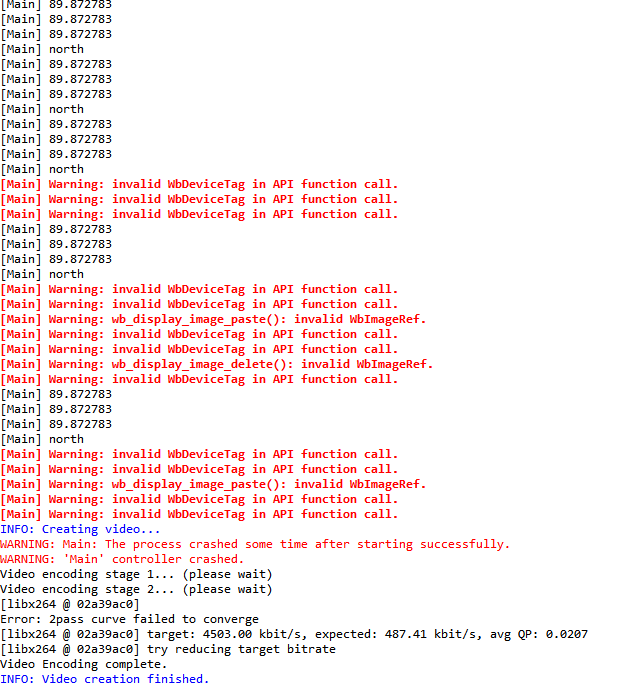 [Main] 89.872783
[Main] 89.872783
[Main] 89.872783
[Main] north
[Main] 89.872783
[Main] 89.872783
[Main] 89.872783
[Main] north
[Main] 89.872783
[Main] 89.872783
[Main] 89.872783
[Main] north
[Main] Warning: invalid WbDeviceTag in API function call.
[Main] Warning: invalid WbDeviceTag in API function call.
[Main] Warning: invalid WbDeviceTag in API function call.
[Main] 89.872783
[Main] 89.872783
[Main] 89.872783
[Main] north
[Main] Warning: invalid WbDeviceTag in API function call.
[Main] Warning: invalid WbDeviceTag in API function call.
[Main] Warning: wb_display_image_paste(): invalid WbImageRef.
[Main] Warning: invalid WbDeviceTag in API function call.
[Main] Warning: invalid WbDeviceTag in API function call.
[Main] Warning: wb_display_image_delete(): invalid WbImageRef.
[Main] Warning: invalid WbDeviceTag in API function call.
[Main] 89.872783
[Main] 89.872783
[Main] 89.872783
[Main] north
[Main] Warning: invalid WbDeviceTag in API function call.
[Main] Warning: invalid WbDeviceTag in API function call.
[Main] Warning: wb_display_image_paste(): invalid WbImageRef.
[Main] Warning: invalid WbDeviceTag in API function call.
[Main] Warning: invalid WbDeviceTag in API function call.
INFO: Creating video...
WARNING: Main: The process crashed some time after starting successfully.
WARNING: 'Main' controller crashed.
Video encoding stage 1... (please wait)
Video encoding stage 2... (please wait)
[libx264 @ 02a39ac0]
Error: 2pass curve failed to converge
[libx264 @ 02a39ac0] target: 4503.00 kbit/s, expected: 487.41 kbit/s, avg QP: 0.0207
[libx264 @ 02a39ac0] try reducing target bitrate
Video Encoding complete.
INFO: Video creation finished.